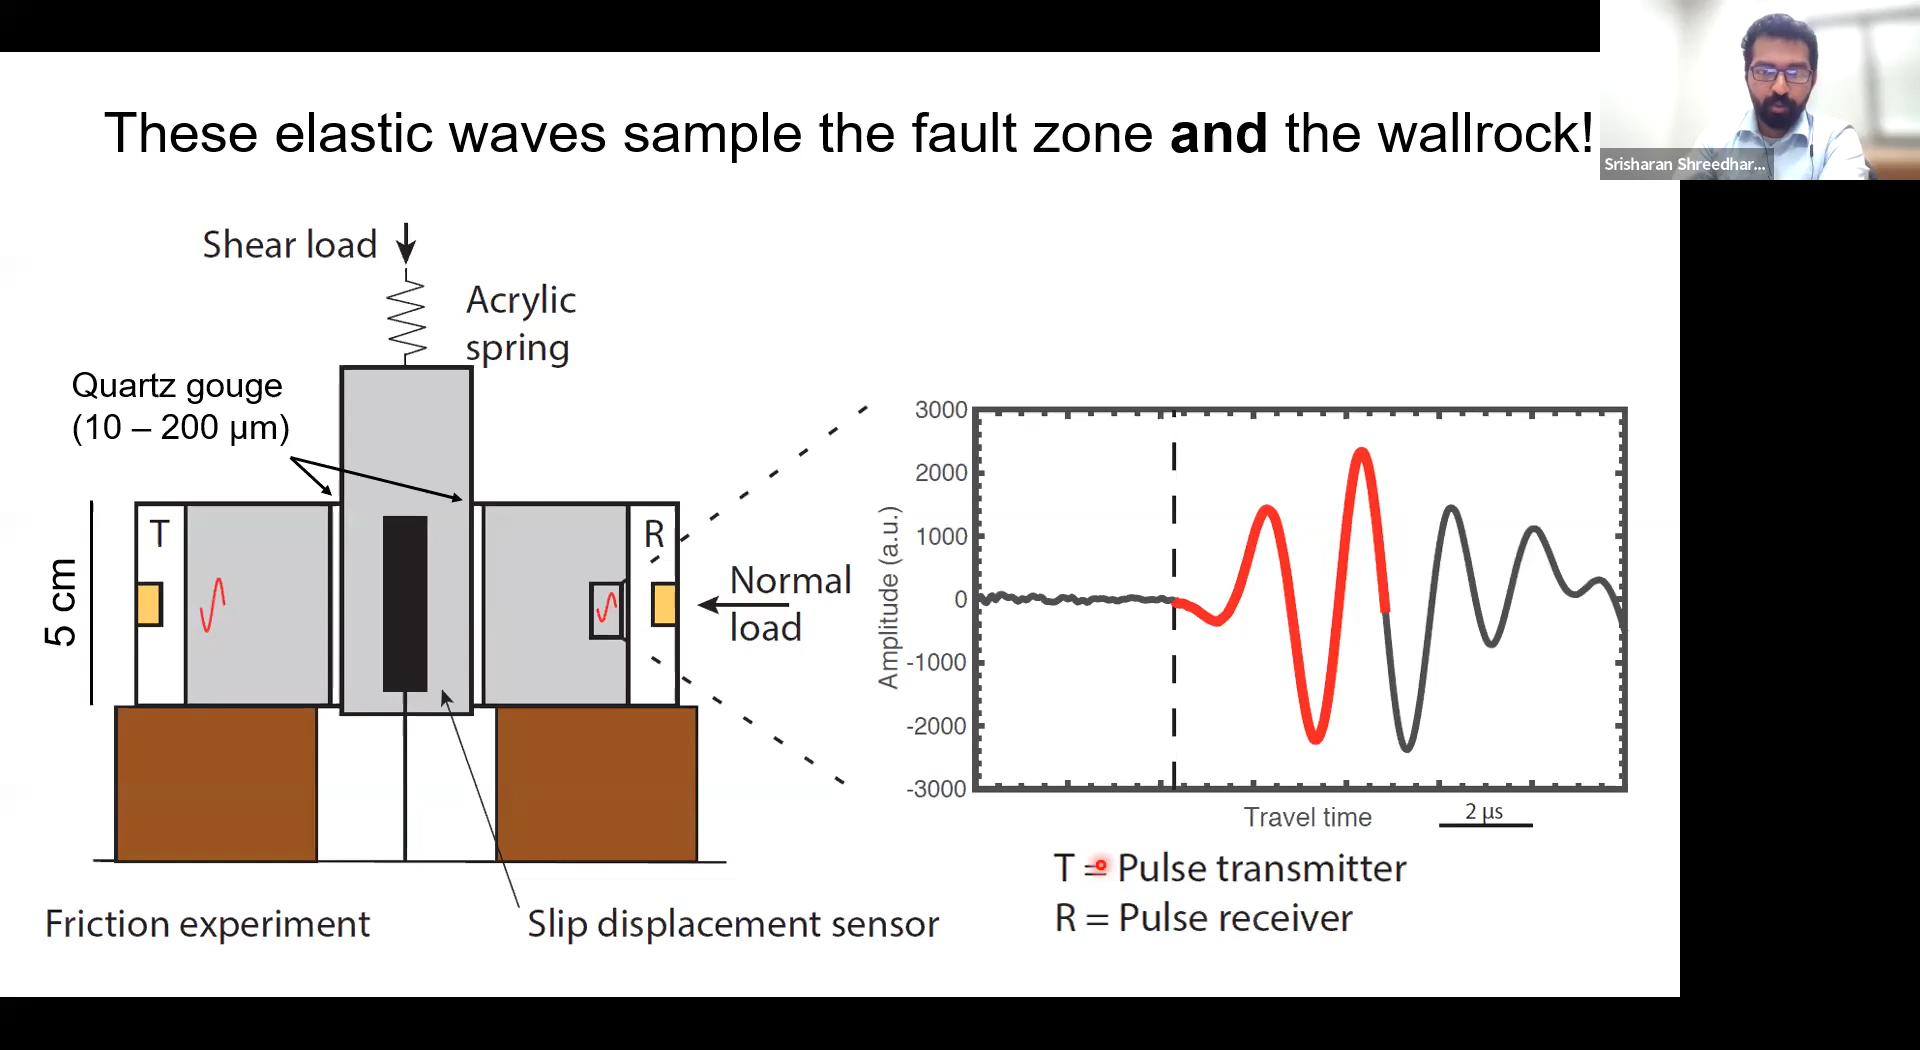 These elastic waves sample the fault zone and the wallrock!
Srisharan Shreedhar...
Shear load
Acrylic
spring
Quartz gouge
(10 – 200 µm)
T
R
5 cm
Normal
load
Friction experiment
Slip displacement sensor
3000
2000
1000
0
-1000
-2000
-3000
Amplitude (a.u.)
Travel time
2 µs
T = Pulse transmitter
R = Pulse receiver